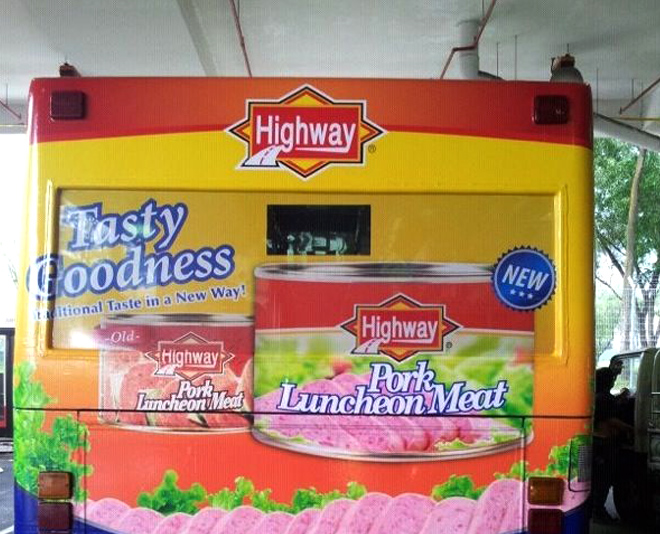 Highway®
Tasty
Goodness
Traditional Taste in a New Way!
NEW
-Old-
Highway
Pork
Luncheon Meat
Highway®
Pork
Luncheon Meat